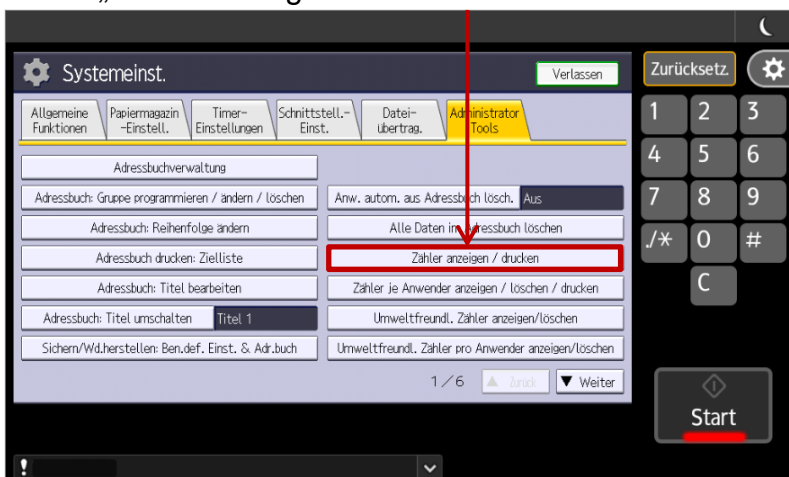 Systemeinst.
Verlassen
Zurücksetz.
Allgemeine Funktionen
Papiermagazin -Einstell.
Timer- Einstellungen
Schnittstell.- Einst.
Datei- übertrag.
Administrator Tools
Adressbuchverwaltung
Adressbuch: Gruppe programmieren / ändern / löschen
Anw. autom. aus Adressbuch lösch. Aus
Adressbuch: Reihenfolge ändern
Alle Daten im Adressbuch löschen
Adressbuch drucken: Zielliste
Zähler anzeigen / drucken
Adressbuch: Titel bearbeiten
Zähler je Anwender anzeigen / löschen / drucken
Adressbuch: Titel umschalten Titel 1
Umweltfreundl. Zähler anzeigen/löschen
Sichern/Wd.herstellen: Ben.def. Einst. & Adr.buch
Umweltfreundl. Zähler pro Anwender anzeigen/löschen
1/6 ▲ Zurück ▼ Weiter
1 2 3
4 5 6
7 8 9
./* 0 #
C
Start
!